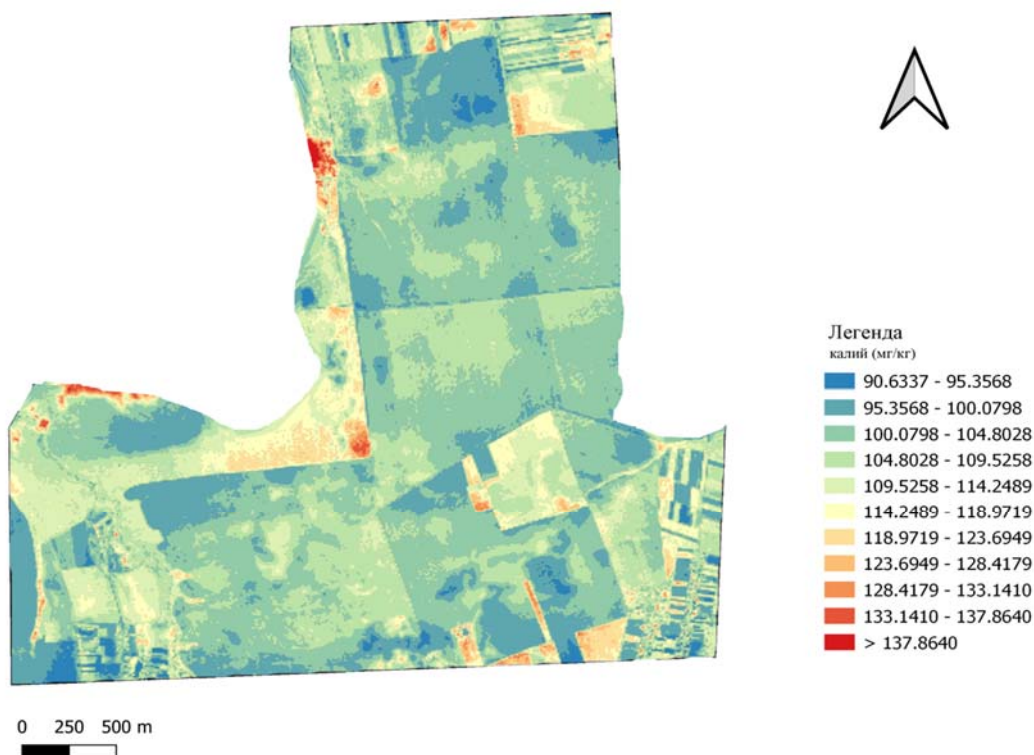 Легенда
калий (мг/кг)
90.6337 - 95.3568
95.3568 - 100.0798
100.0798 - 104.8028
104.8028 - 109.5258
109.5258 - 114.2489
114.2489 - 118.9719
118.9719 - 123.6949
123.6949 - 128.4179
128.4179 - 133.1410
133.1410 - 137.8640
> 137.8640
0 250 500 m